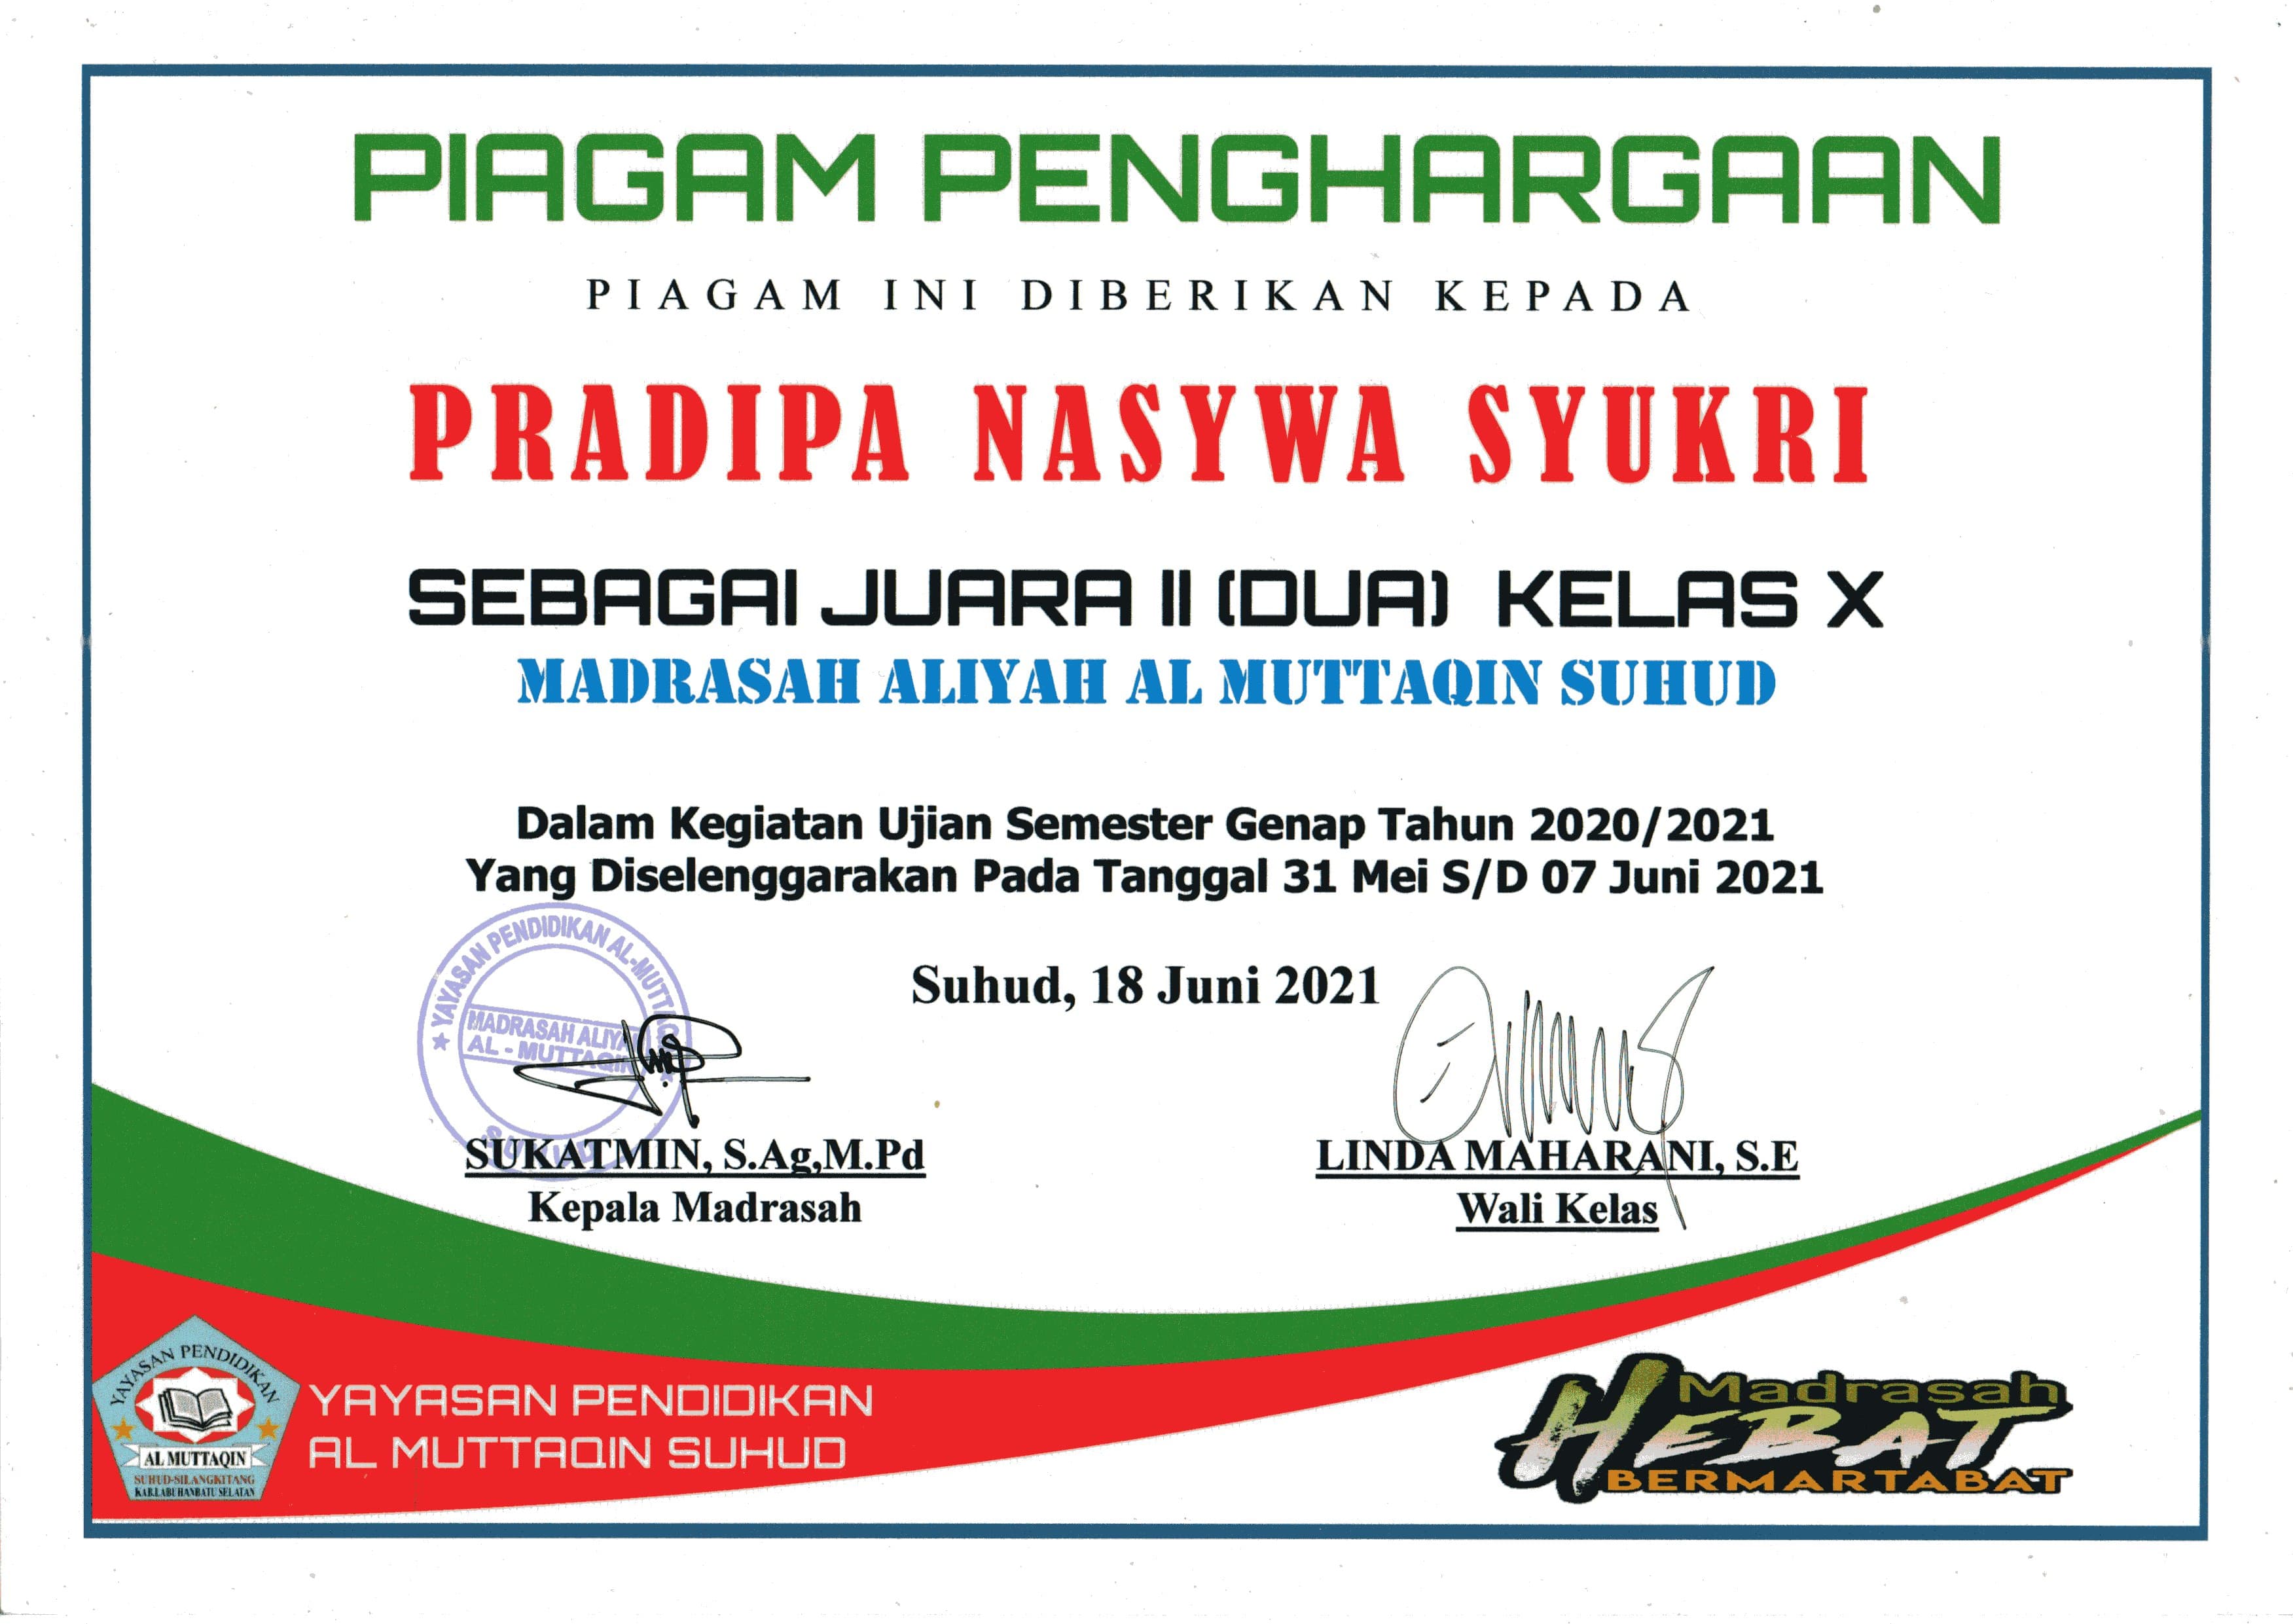 PIAGAM PENGHARGAAN
PIAGAM INI DIBERIKAN KEPADA
PRADIPA NASYWA SYUKRI
SEBAGAI JUARA II (DUA) KELAS X
MADRASAH ALIYAH AL MUTTAQIN SUHUD
Dalam Kegiatan Ujian Semester Genap Tahun 2020/2021
Yang Diselenggarakan Pada Tanggal 31 Mei S/D 07 Juni 2021
Suhud, 18 Juni 2021
YAYASAN PENDIDIKAN AL-MUTTAQ
MADRASAH ALIYAH
AL - MUTTAQIN
SUKATMIN, S.Ag,M.Pd
Kepala Madrasah
LINDA MAHARANI, S.E
Wali Kelas
YAYASAN PENDIDIKAN
AL MUTTAQIN
SUHUD-SILANGKITANG
KAB.LABUHANBATU SELATAN
YAYASAN PENDIDIKAN
AL MUTTAQIN SUHUD
Madrasah
HEBAT
BERMARTABAT